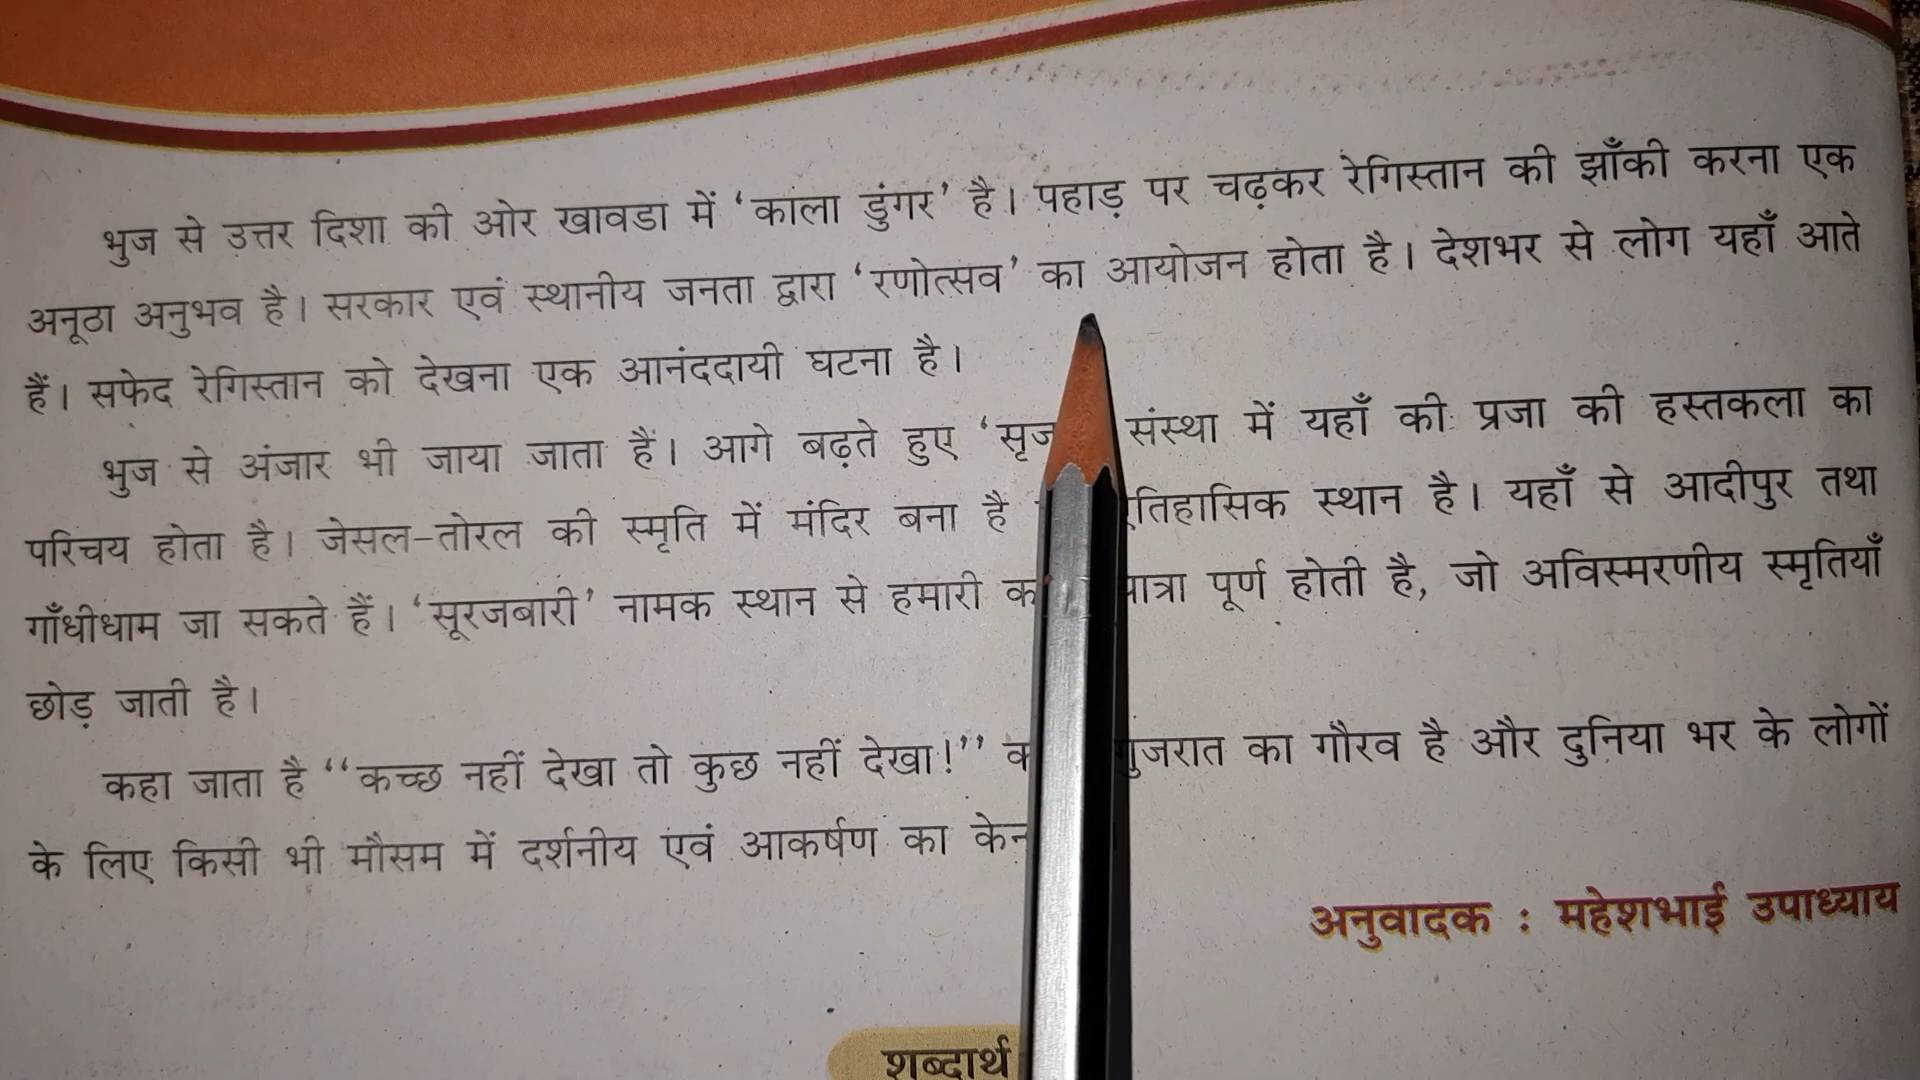 भुज से उत्तर दिशा की ओर खावडा में ‘काला डुंगर’ है। पहाड़ पर चढ़कर रेगिस्तान की झाँकी करना एक
अनूठा अनुभव है। सरकार एवं स्थानीय जनता द्वारा ‘रणोत्सव’ का आयोजन होता है। देशभर से लोग यहाँ आते
हैं। सफेद रेगिस्तान को देखना एक आनंददायी घटना है।
भुज से अंजार भी जाया जाता हैं। आगे बढ़ते हुए संस्था में यहाँ की प्रजा की हस्तकला का
परिचय होता है। जेसल-तोरल की स्मृति में मंदिर बना है स्थान है। यहाँ से आदीपुर तथा
गाँधीधाम जा सकते हैं। ‘सूरजबारी’ नामक स्थान से हमारी पूर्ण होती है, जो अविस्मरणीय स्मृतियाँ
छोड़ जाती है।
कहा जाता है “कच्छ नहीं देखा तो कुछ नहीं देखा!” गुजरात का गौरव है और दुनिया भर के लोगों
के लिए किसी भी मौसम में दर्शनीय एवं आकर्षण का
अनुवादक : महेशभाई उपाध्याय
शब्दार्थ